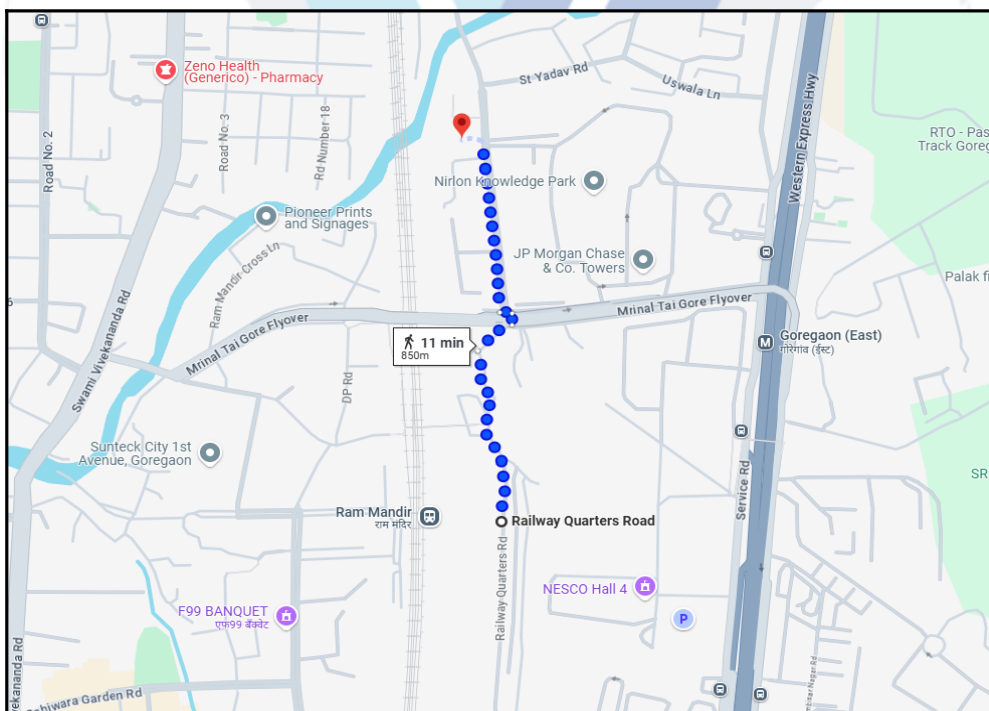 Zeno Health
(Generico) - Pharmacy
St Yadav Rd
Uswala Ln
Western Express Hwy
RTO - Pas
Track Goreg
Road No. 2
Road No. 3
Rd Number 18
Nirlon Knowledge Park
Pioneer Prints
and Signages
JP Morgan Chase
& Co. Towers
Ram Mandir Cross Ln
Palak fi
Swami Vivekananda Rd
Mrinal Tai Gore Flyover
Mrinal Tai Gore Flyover
11 min
850m
M
Goregaon (East)
गोरेगांव (ईस्ट)
DP Rd
Sunteck City 1st
Avenue, Goregaon
SR
Service Rd
Ram Mandir
राम मंदिर
Railway Quarters Road
Railway Quarters Rd
NESCO Hall 4
F99 BANQUET
एफ99 बॅंक्वेट
P
ekananda Rd
shiwara Garden Rd